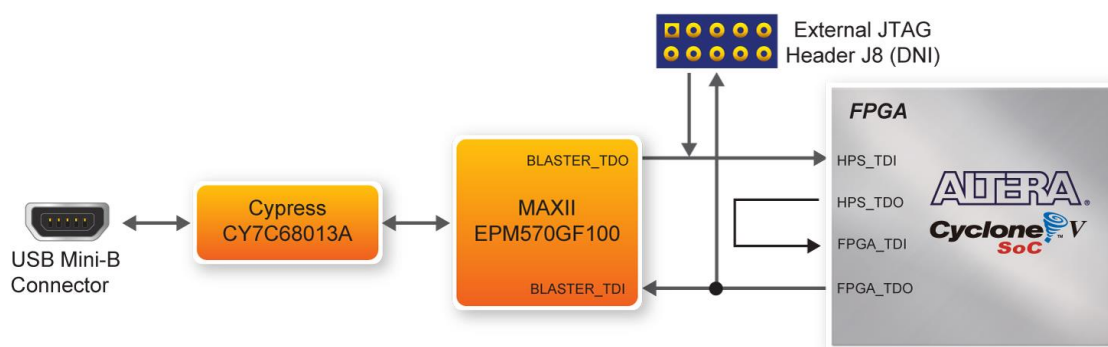 External JTAG
Header J8 (DNI)
FPGA
BLASTER_TDO
HPS_TDI
ALTERA®
Cypress
CY7C68013A
MAXII
EPM570GF100
HPS_TDO
Cyclone™ V
SoC
FPGA_TDI
USB Mini-B
Connector
BLASTER_TDI
FPGA_TDO